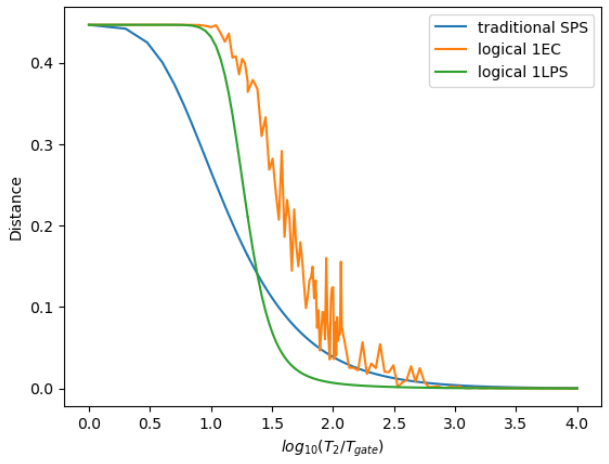 traditional SPS
logical 1EC
logical 1LPS
Distance
0.4
0.3
0.2
0.1
0.0
0.0 0.5 1.0 1.5 2.0 2.5 3.0 3.5 4.0
log₁₀(T₂/T_gate)